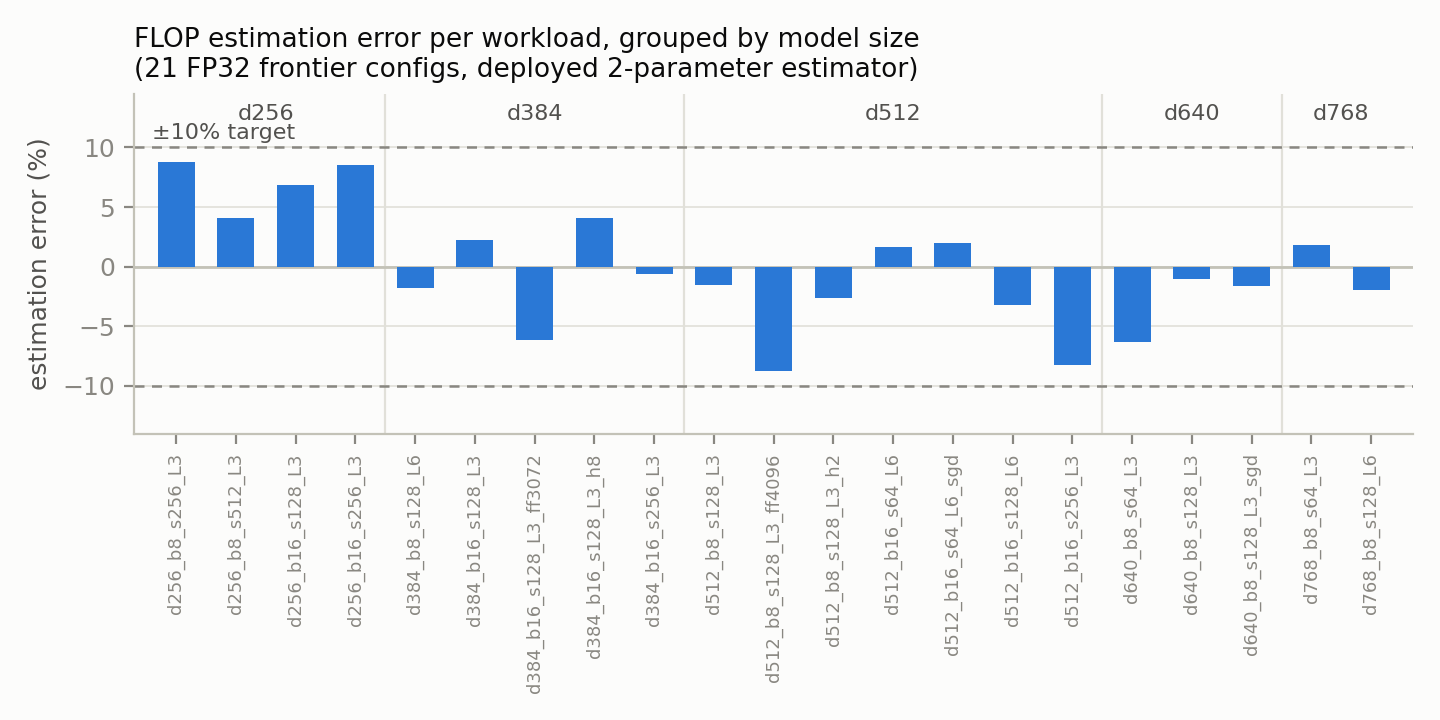 FLOP estimation error per workload, grouped by model size
(21 FP32 frontier configs, deployed 2-parameter estimator)
d256
d384
d512
d640
d768
±10% target
estimation error (%)
10
5
0
−5
−10
d256_b8_s256_L3
d256_b8_s512_L3
d256_b16_s128_L3
d256_b16_s256_L3
d384_b8_s128_L6
d384_b16_s128_L3
d384_b16_s128_L3_ff3072
d384_b16_s128_L3_h8
d384_b16_s256_L3
d512_b8_s128_L3
d512_b8_s128_L3_ff4096
d512_b8_s128_L3_h2
d512_b16_s64_L6
d512_b16_s64_L6_sgd
d512_b16_s128_L6
d512_b16_s256_L3
d640_b8_s64_L3
d640_b8_s128_L3
d640_b8_s128_L3_sgd
d768_b8_s64_L3
d768_b8_s128_L6